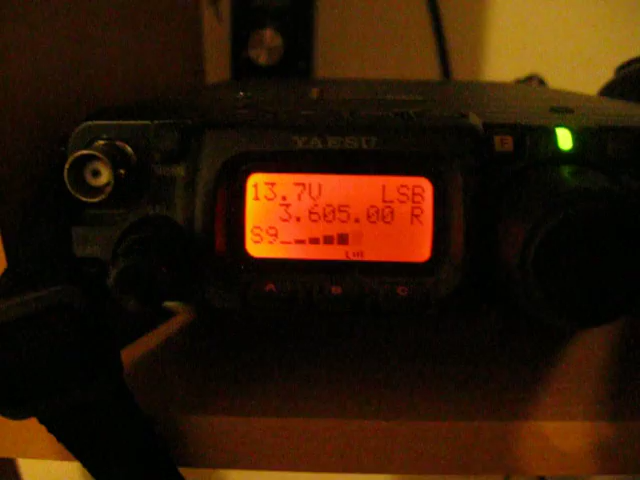 YAESU
F
13.7V LSB
3.605.00 R
S9
A B C